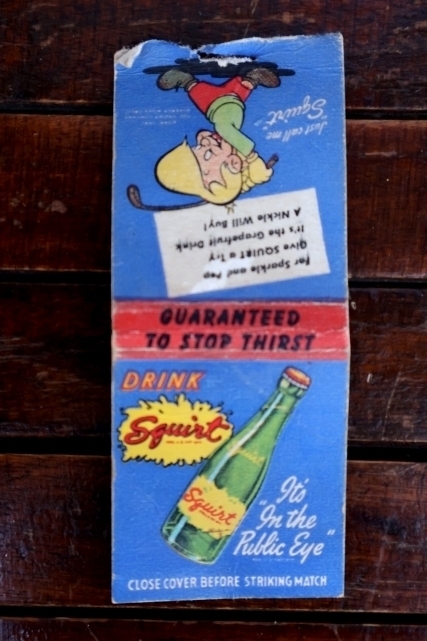 "Just call me
Squirt"
For Sparkle and Pep
Give SQUIRT a Try
It's the Grapefruit Drink
A Nickle Will Buy!
GUARANTEED
TO STOP THIRST
DRINK
Squirt
Squirt
Squirt
It's
"In the
Public Eye"
CLOSE COVER BEFORE STRIKING MATCH